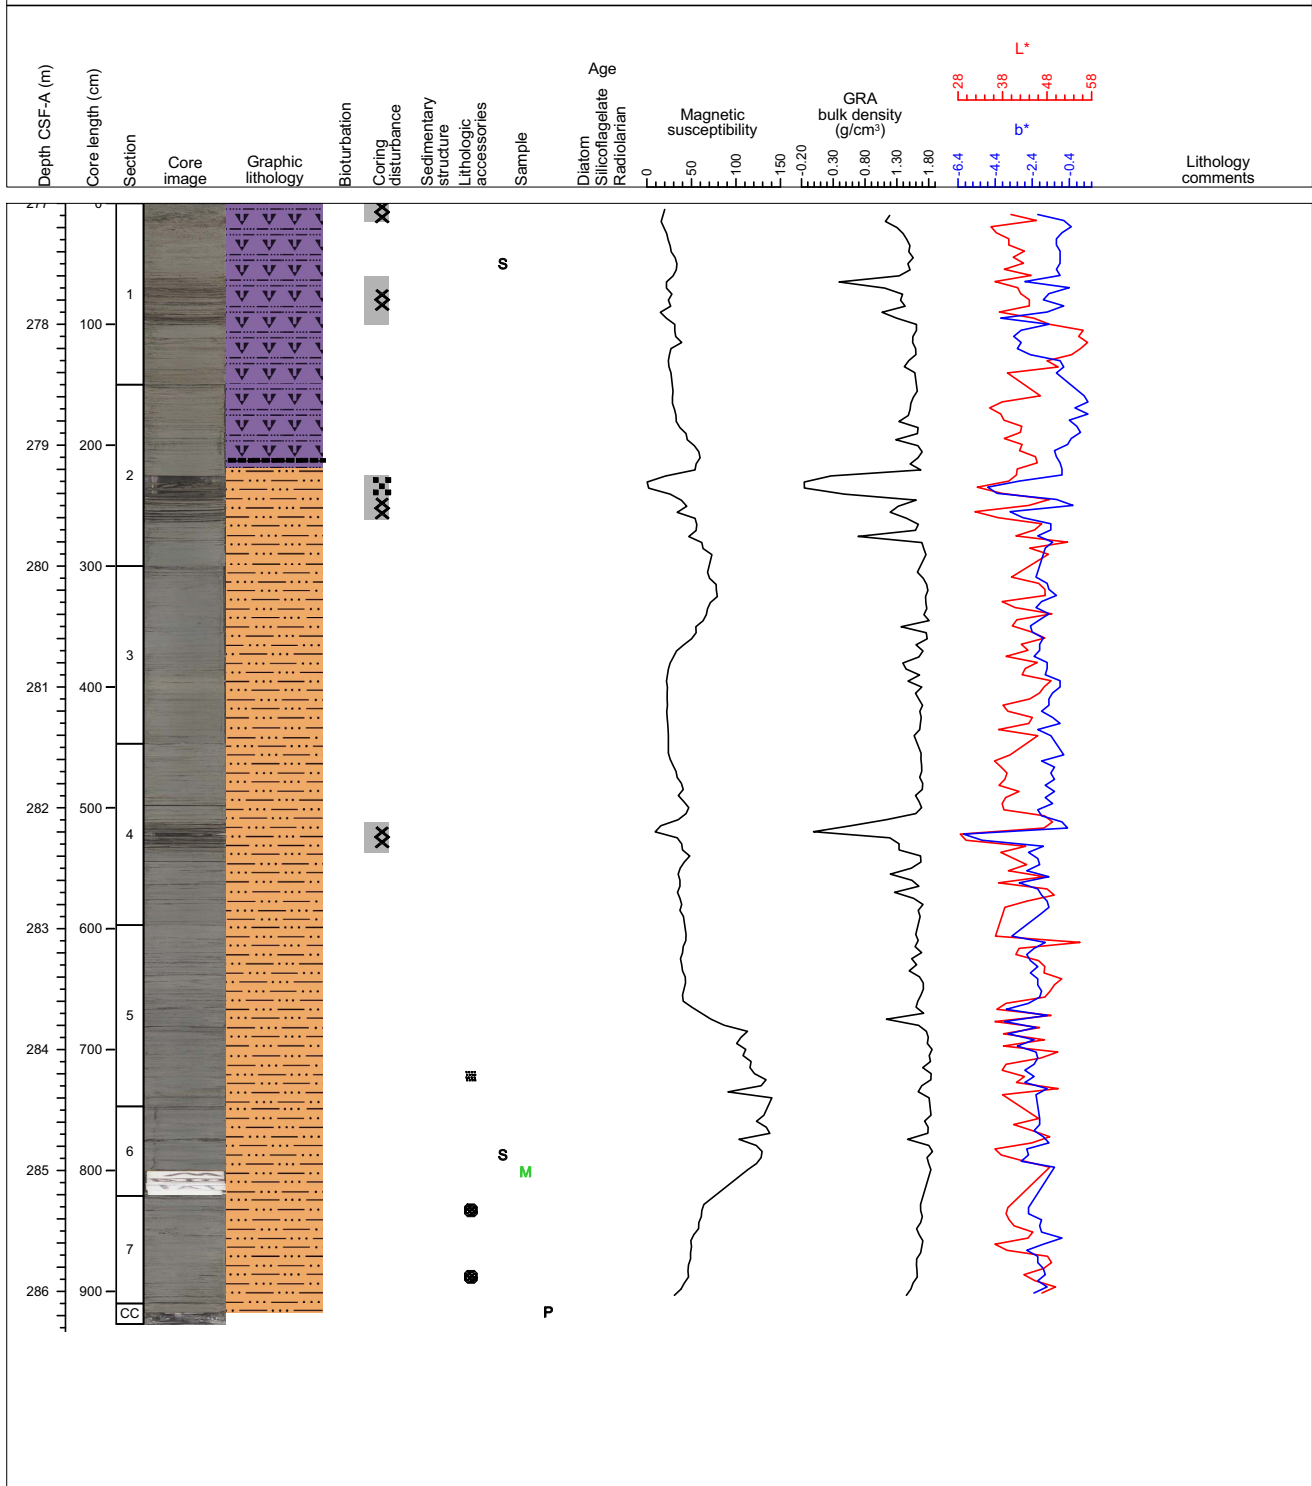 Depth CSF-A (m)
Core length (cm)
Section
Core
image
Graphic
lithology
Bioturbation
Coring
disturbance
Sedimentary
structure
Lithologic
accessories
Sample
Age
Diatom
Silicoflagelate
Radiolarian
Magnetic
susceptibility
0
50
100
150
GRA
bulk density
(g/cm³)
-0.20
0.30
0.80
1.30
1.80
L*
28
38
48
58
b*
-6.4
-4.4
-2.4
-0.4
Lithology
comments
277
0
S
1
278
100
279
200
2
280
300
3
281
400
282
500
4
283
600
5
284
700
6
S
285
800
M
7
286
900
CC
P